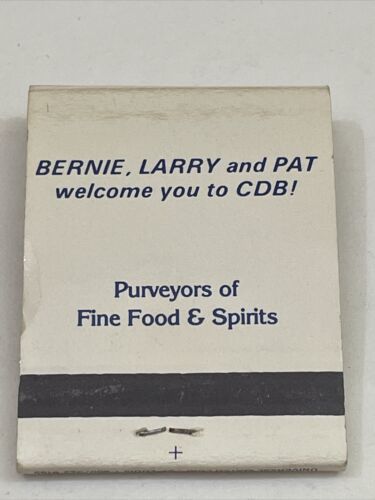 BERNIE, LARRY and PAT
welcome you to CDB!
Purveyors of
Fine Food & Spirits